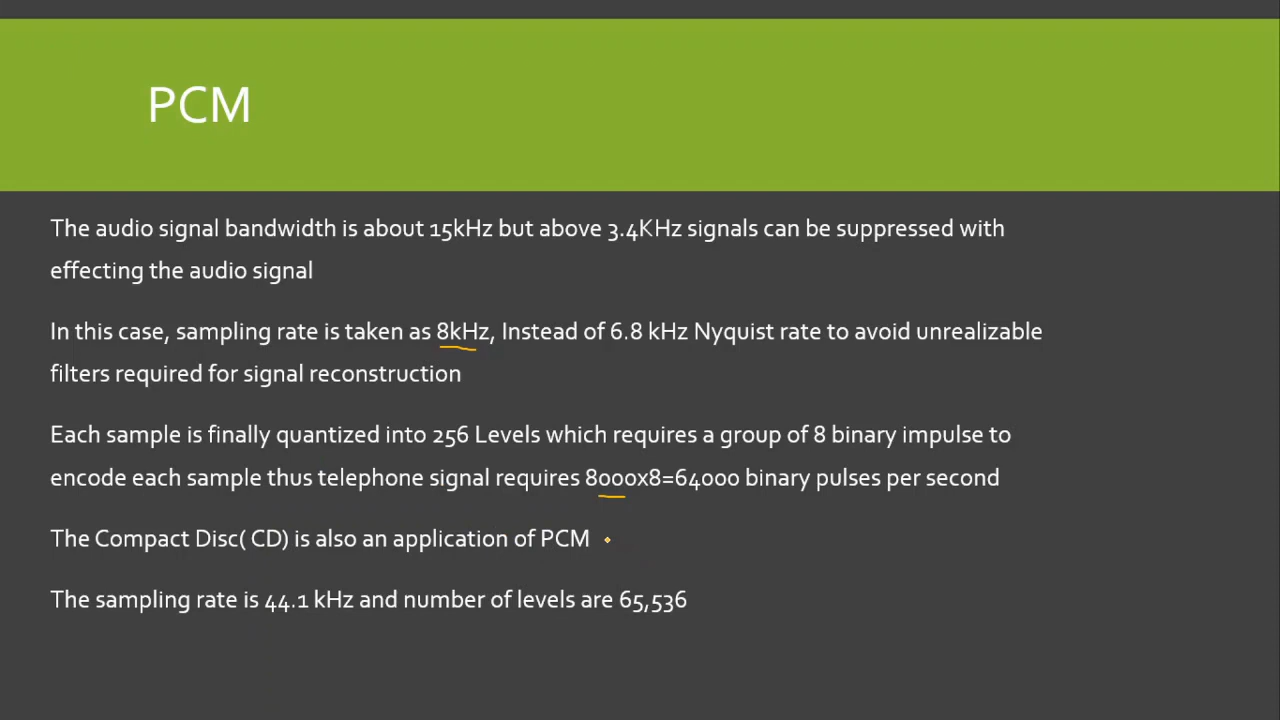 PCM
The audio signal bandwidth is about 15kHz but above 3.4KHz signals can be suppressed with
effecting the audio signal
In this case, sampling rate is taken as 8kHz, Instead of 6.8 kHz Nyquist rate to avoid unrealizable
filters required for signal reconstruction
Each sample is finally quantized into 256 Levels which requires a group of 8 binary impulse to
encode each sample thus telephone signal requires 8000x8=64000 binary pulses per second
The Compact Disc( CD) is also an application of PCM
The sampling rate is 44.1 kHz and number of levels are 65,536